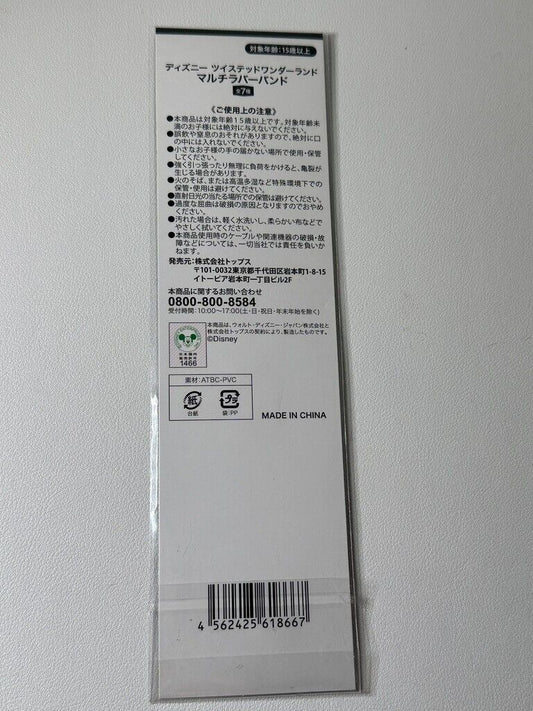 対象年齢:15歳以上
ディズニー ツイステッドワンダーランド
マルチラバーバンド
全7種
《ご使用上の注意》
●本商品は対象年齢15歳以上です。対象年齢未
満のお子様には絶対に与えないでください。
●誤飲や窒息のおそれがありますので、絶対に口
の中には入れないでください。
●小さなお子様の手の届かない場所で使用・保管
してください。
●強く引っ張ったり無理に負荷をかけると、亀裂が
生じる場合があります。
●火のそば、または高温多湿など特殊環境下での
保管・使用は避けてください。
●直射日光の当たる場所での保管は避けてください。
●過度な屈曲は破損の原因となりますのでおやめ
ください。
●汚れた場合は、軽く水洗いし、柔らかい布などで
やさしく拭いてください。
●本商品使用時のケーブルや関連機器の破損・故
障などについては、一切当社では責任を負いか
ねます。
発売元:株式会社トップス
〒101-0032東京都千代田区岩本町1-8-15
イトーピア岩本町一丁目ビル2F
本商品に関するお問い合わせ
0800-800-8584
受付時間:10:00〜17:00(土・日・祝日・年末年始を除く)
本商品は、ウォルト・ディズニー・ジャパン株式会社と
株式会社トップスの契約により、製造したものです。
©Disney
日本国内
販売許諾
1466
素材:ATBC-PVC
紙
台紙
プラ
袋:PP
MADE IN CHINA
4 562425 618667